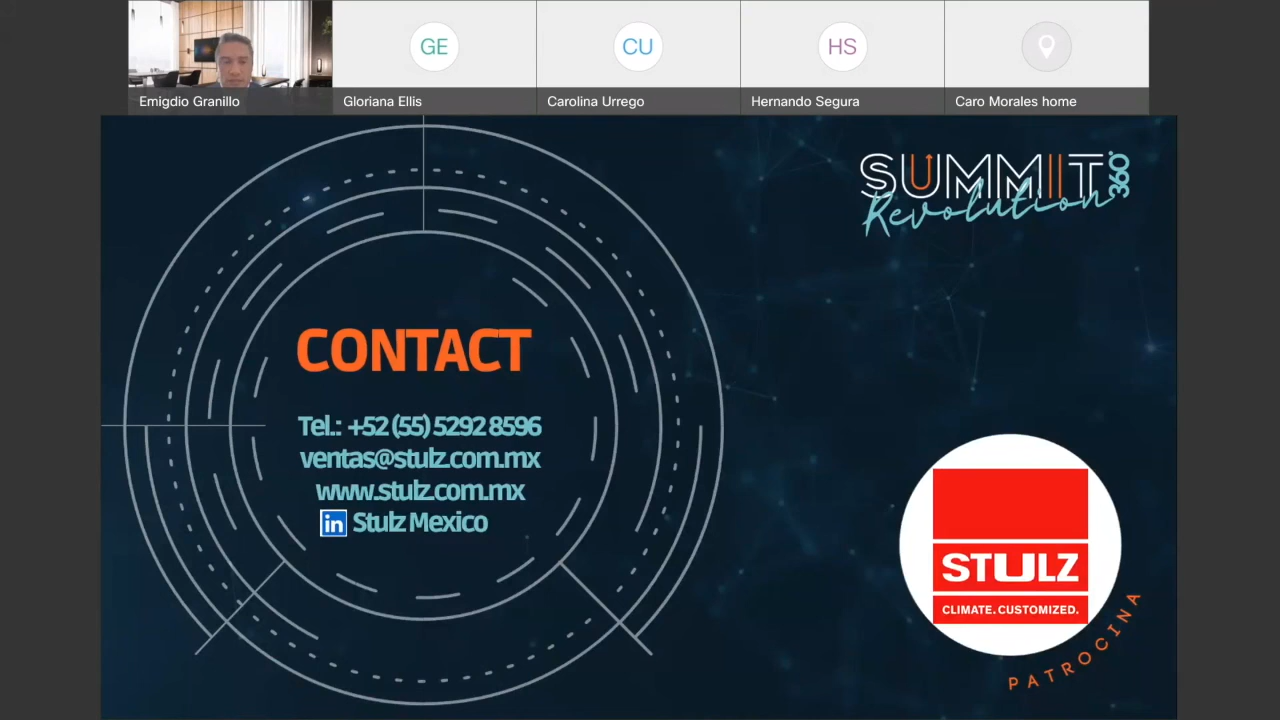 GE
CU
HS
Emigdio Granillo
Gloriana Ellis
Carolina Urrego
Hernando Segura
Caro Morales home
SUMMIT 360°
Revolution
CONTACT
Tel.: +52 (55) 5292 8596
ventas@stulz.com.mx
www.stulz.com.mx
in Stulz Mexico
STULZ
CLIMATE. CUSTOMIZED.
PATROCINA